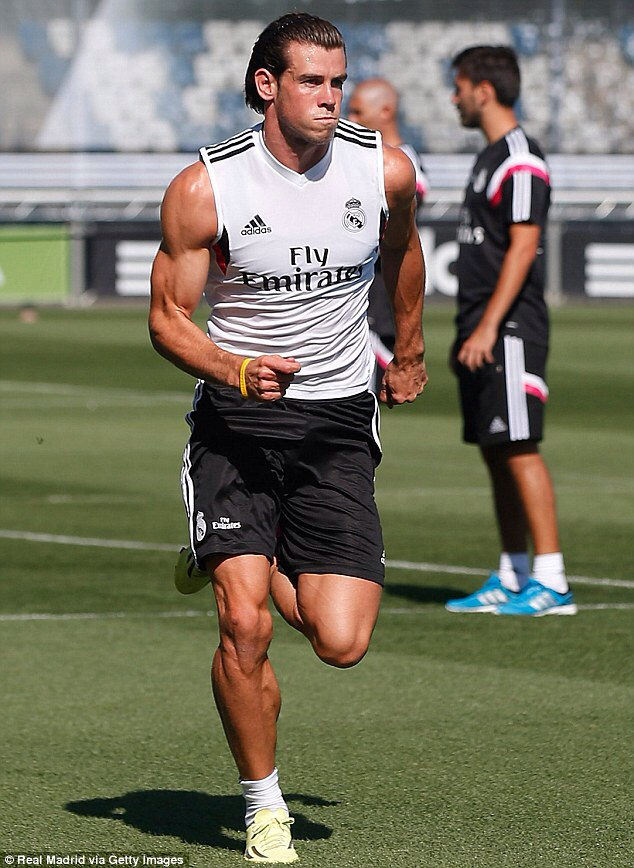 adidas
Fly
Emirates
Fly
Emirates
© Real Madrid via Getty Images